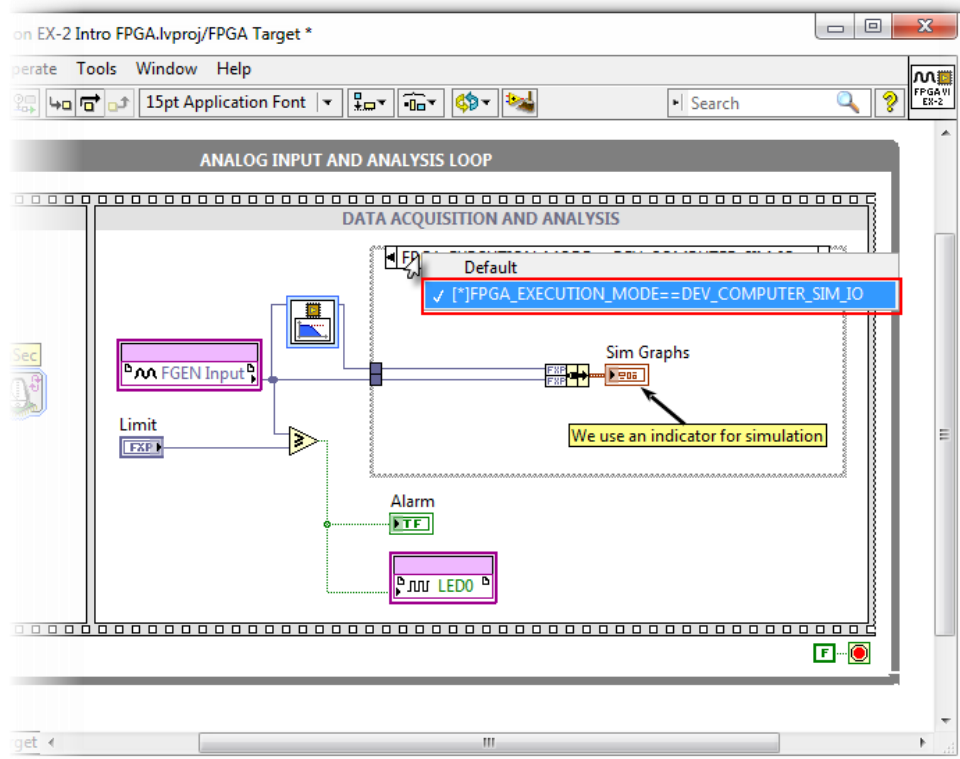 on EX-2 Intro FPGA.lvproj/FPGA Target *
perate Tools Window Help
15pt Application Font
Search
FPGA VI
EX-2
ANALOG INPUT AND ANALYSIS LOOP
DATA ACQUISITION AND ANALYSIS
Default
[*]FPGA_EXECUTION_MODE==DEV_COMPUTER_SIM_IO
Sec
FGEN Input
FXP
FXP
Sim Graphs
Limit
FXP
We use an indicator for simulation
Alarm
TF
LED0
F
get